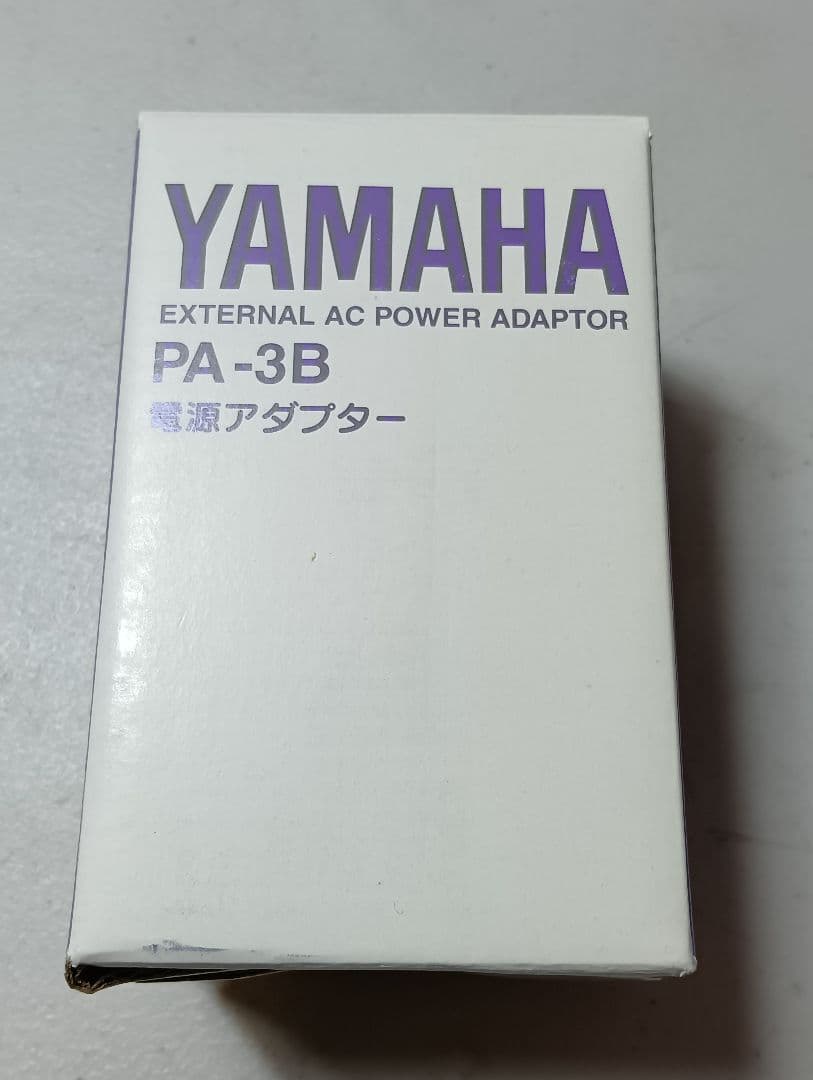 YAMAHA
EXTERNAL AC POWER ADAPTOR
PA-3B
電源アダプター